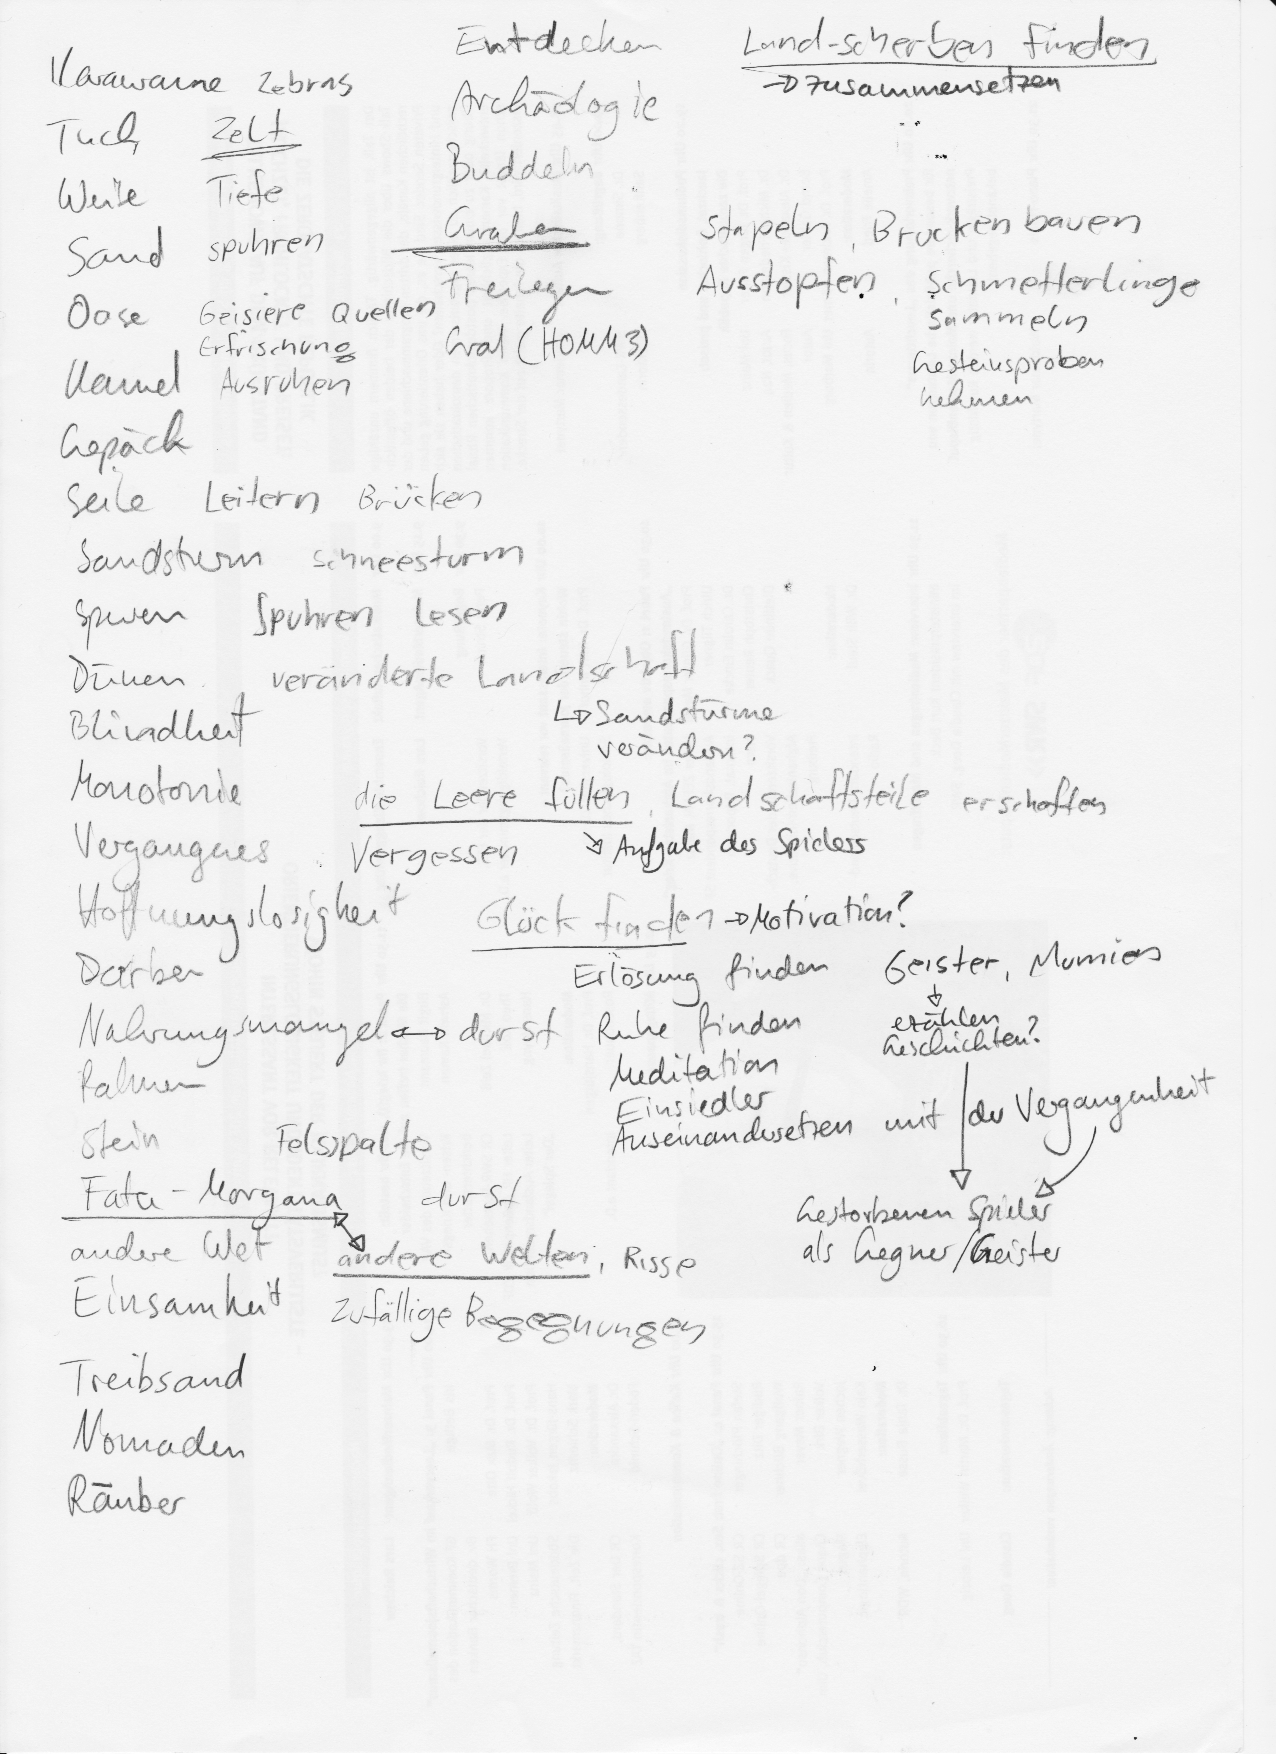 Karawane Zebras
Tuch Zelt
Weite Tiefe
Sand spuhren
Oase Geisiere Quellen
Erfrischung
Kamel Ausruhen
Gepäck
Seile Leitern Brücken
Sandsturm Schneesturm
Spuren Spuhren Lesen
Dünen veränderte Landschaft
↳ Sandstürme
verändern?
Blindheit
Monotonie die Leere füllen, Landschaftsteile erschaffen
↘ Aufgabe des Spielers
Vergangnes Vergessen
Hoffnungslosigkeit Glück finden → Motivation?
Darben Erlösung finden Geister, Mumien
Nahrungsmangel ↔ durst Ruhe finden
erzählen
Geschichten?
Palmen Meditation
Einsiedler
Stein Felsspalte Auseinandersetzen mit der Vergangenheit
Fata-Morgana durst
Gestorbenen Spieler
als Gegner/Geister
andere Welt andere Welten, Risse
Einsamkeit Zufällige Begegnungen
Treibsand
Nomaden
Räuber
Entdecken
Archäologie
Buddeln
Graben
Freilegen
Gral (HOMM3)
Land-scherben finden
→ Zusammensetzen
Stapeln, Brücken bauen
Ausstopfen, Schmetterlinge
Sammeln
Gesteinsproben
nehmen